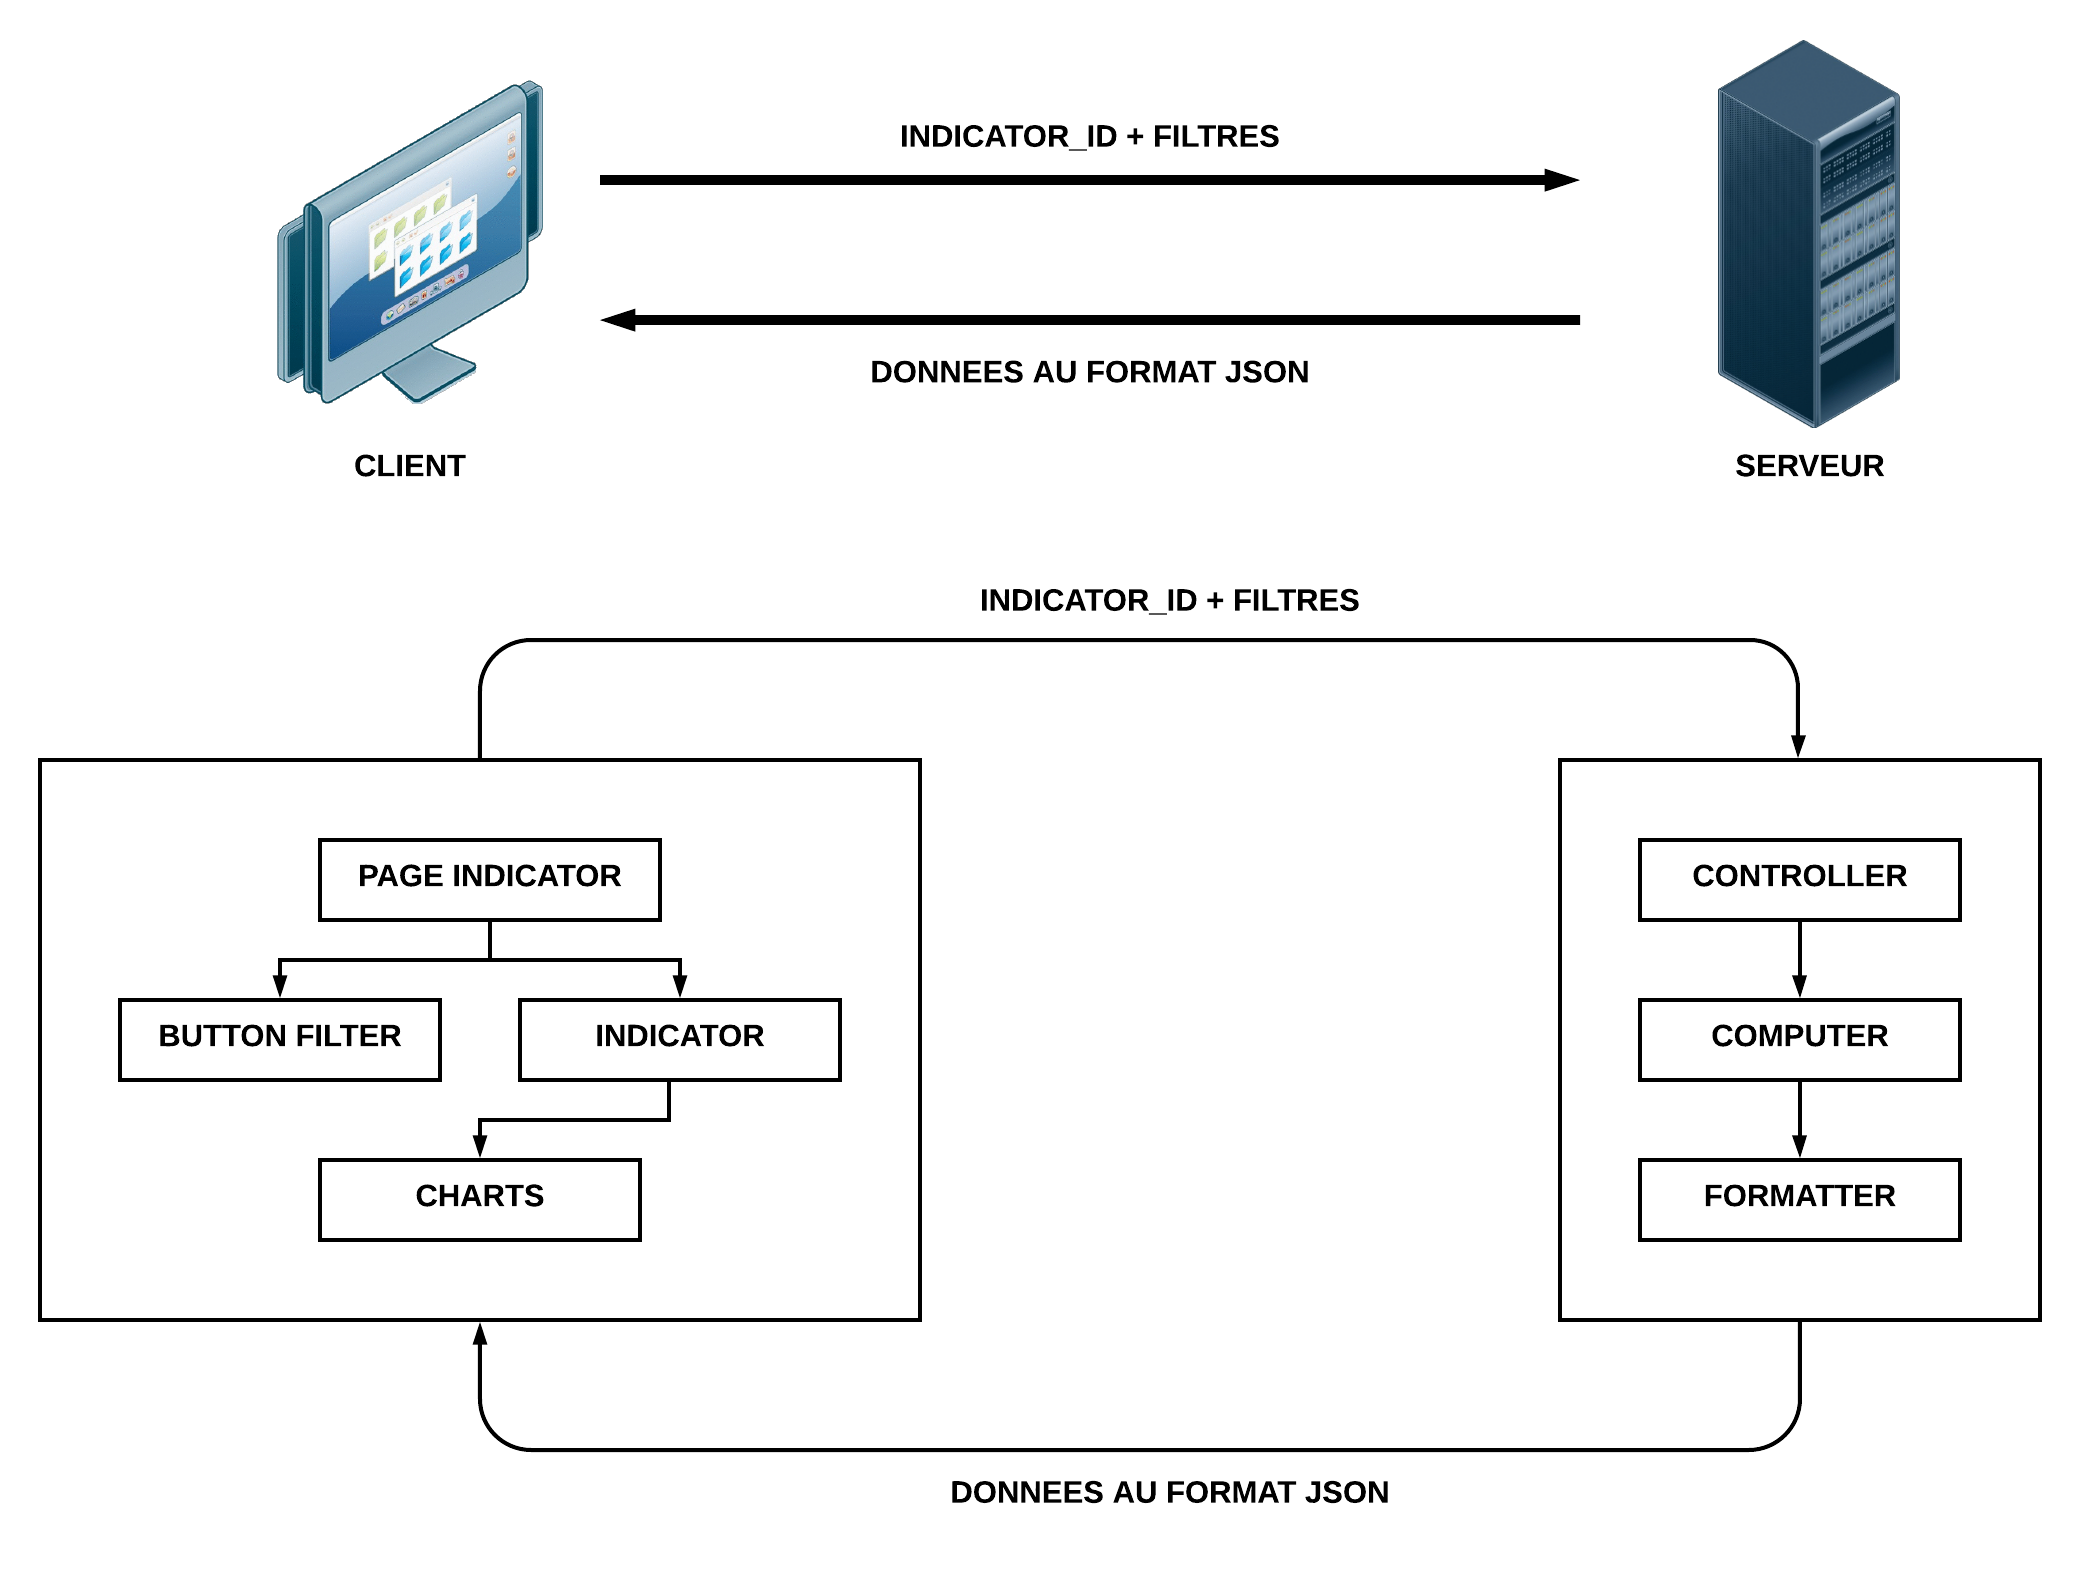 INDICATOR_ID + FILTRES
DONNEES AU FORMAT JSON
CLIENT
SERVEUR
INDICATOR_ID + FILTRES
PAGE INDICATOR
CONTROLLER
BUTTON FILTER
INDICATOR
COMPUTER
CHARTS
FORMATTER
DONNEES AU FORMAT JSON